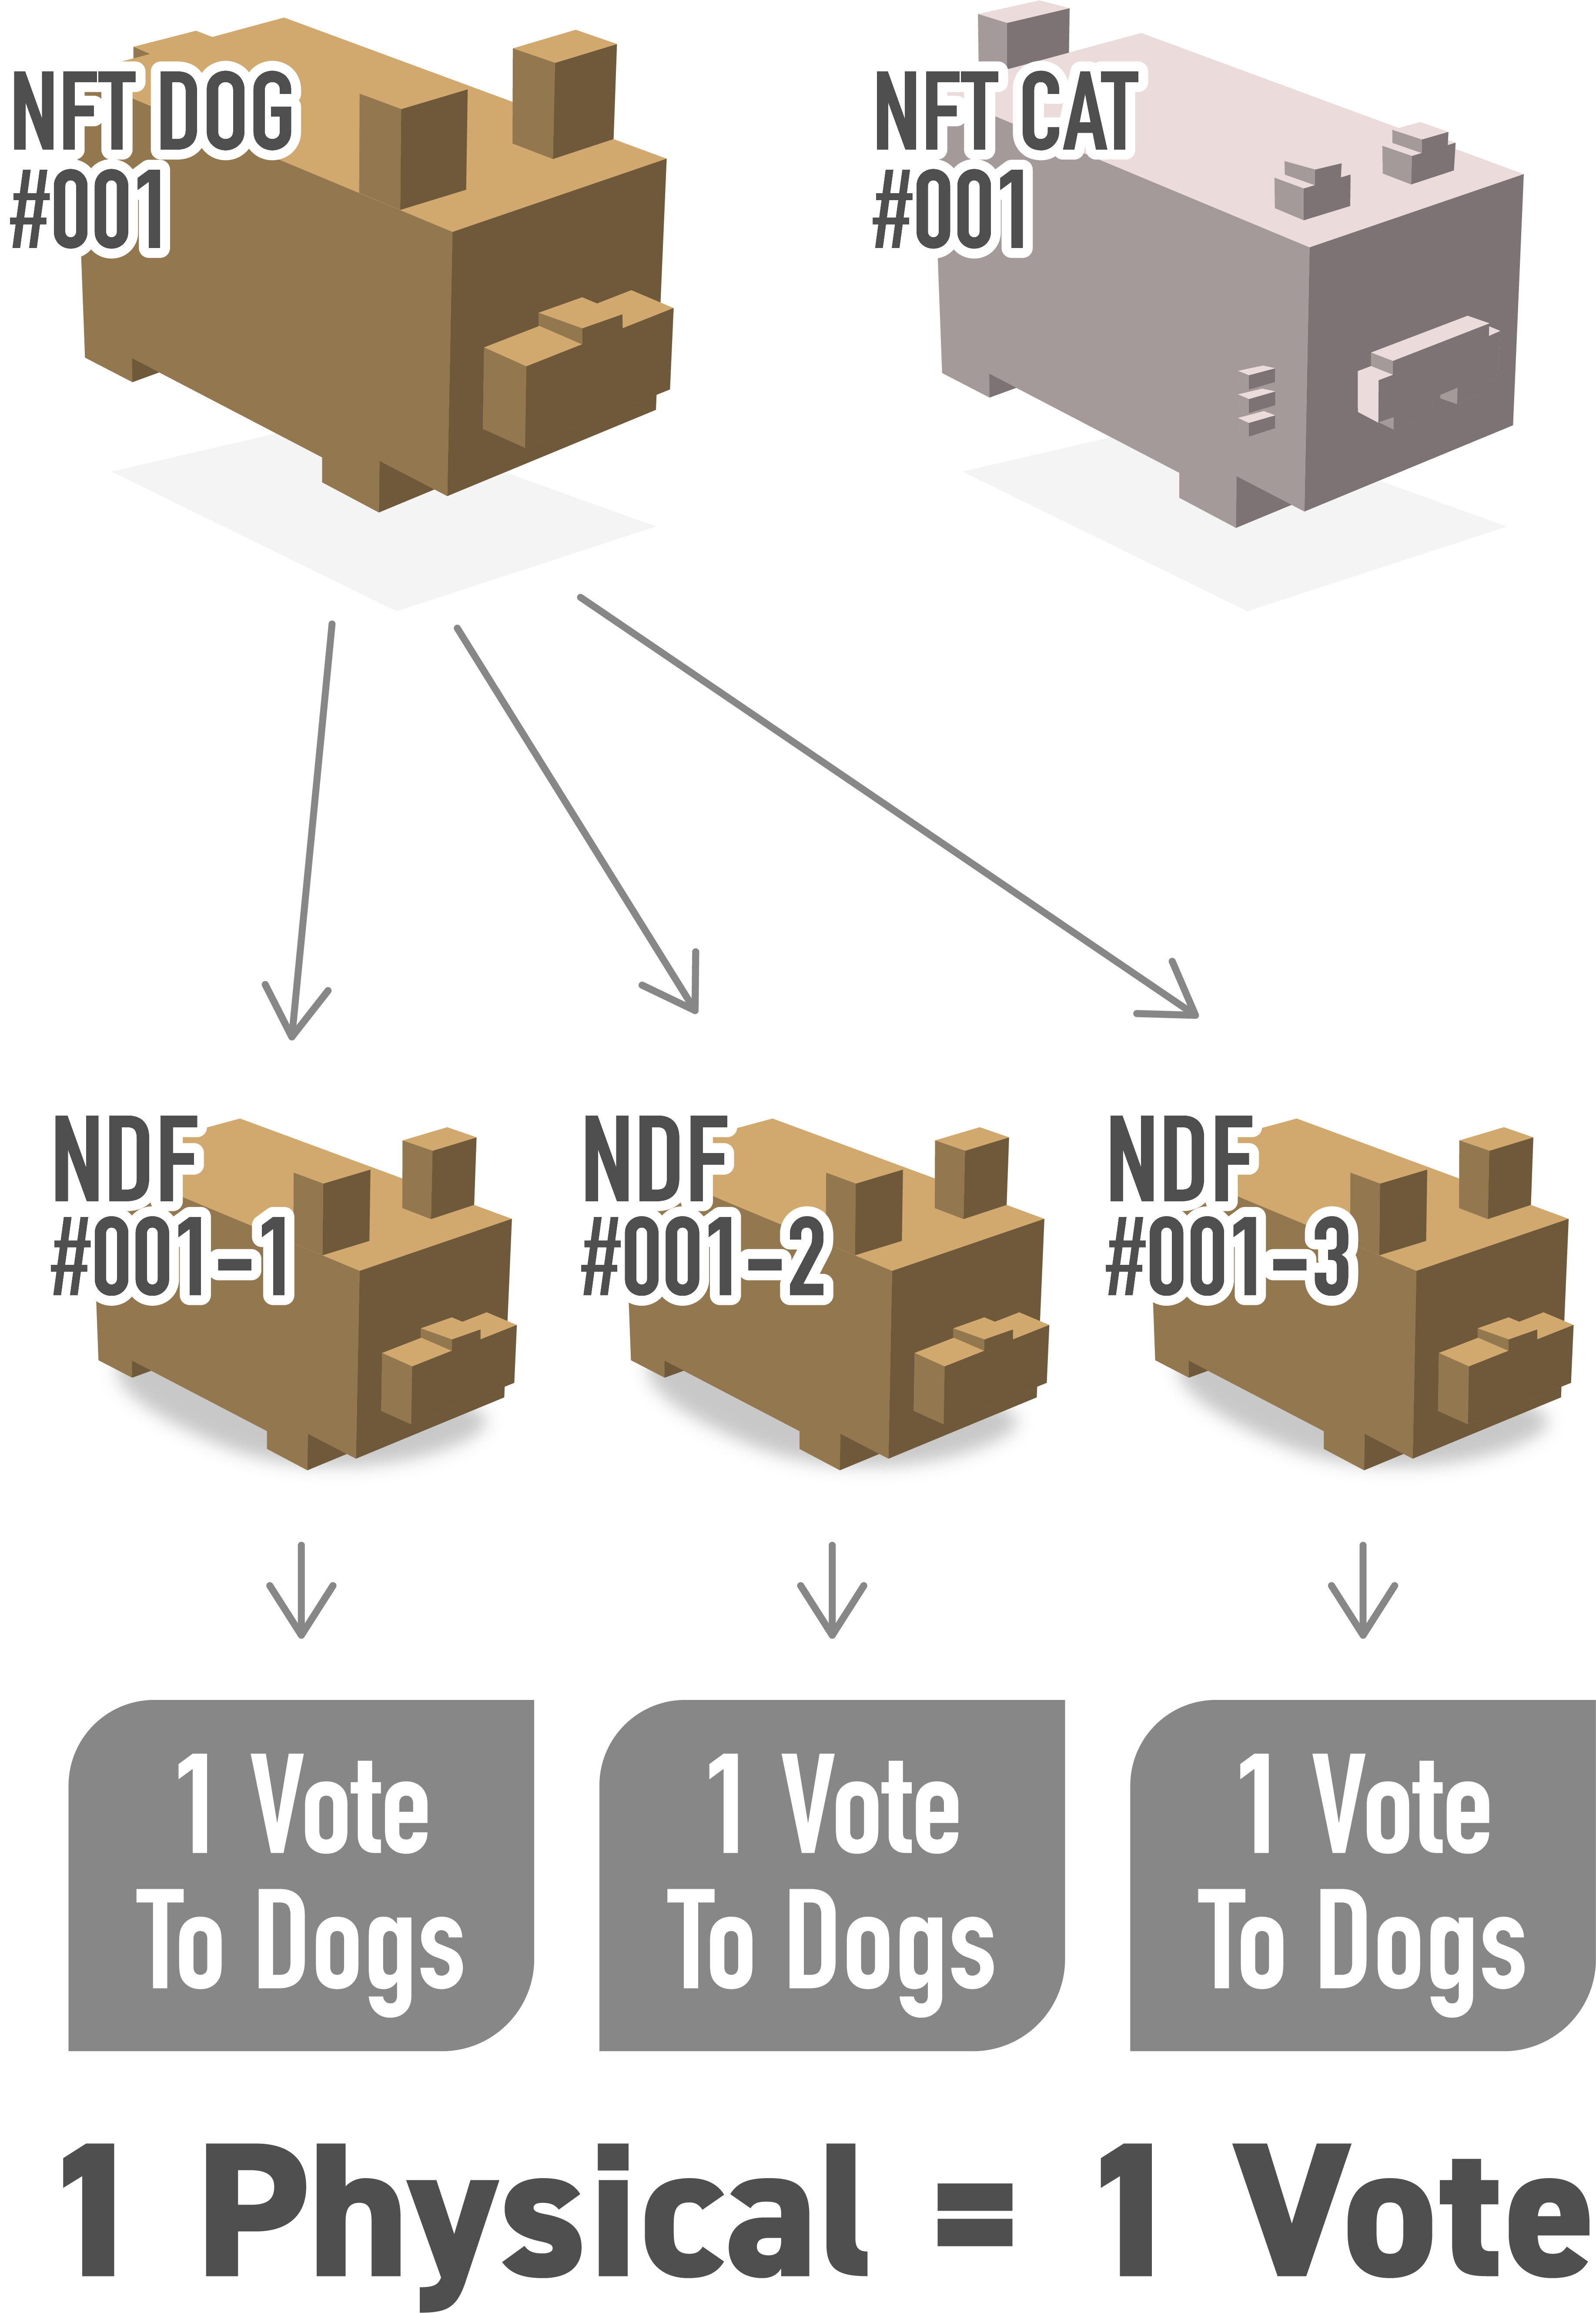 NFT DOG
#001
NFT CAT
#001
NDF
#001-1
NDF
#001-2
NDF
#001-3
1 Vote
To Dogs
1 Vote
To Dogs
1 Vote
To Dogs
1 Physical = 1 Vote